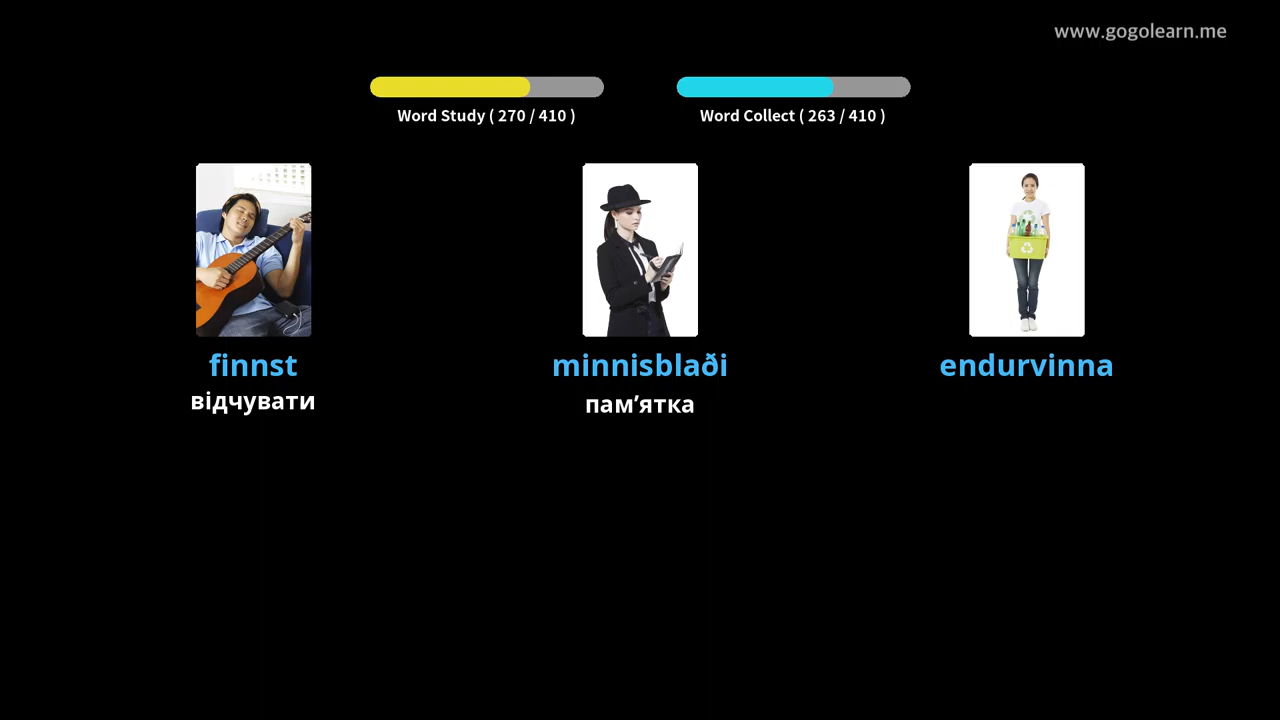 www.gogolearn.me
Word Study ( 270 / 410 )
Word Collect ( 263 / 410 )
finnst
відчувати
minnisblaði
пам’ятка
endurvinna